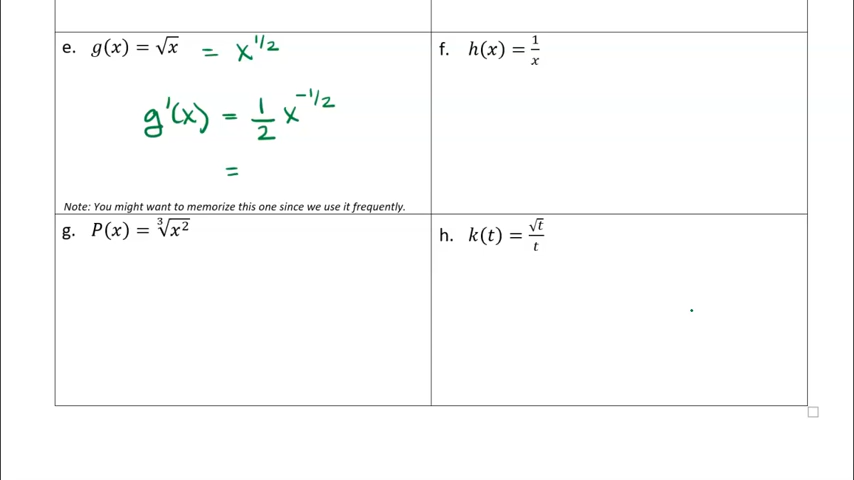 e. g(x) = √x = x^1/2
g'(x) = 1/2 x^-1/2
=
Note: You might want to memorize this one since we use it frequently.
f. h(x) = 1/x
g. P(x) = ∛x²
h. k(t) = √t/t